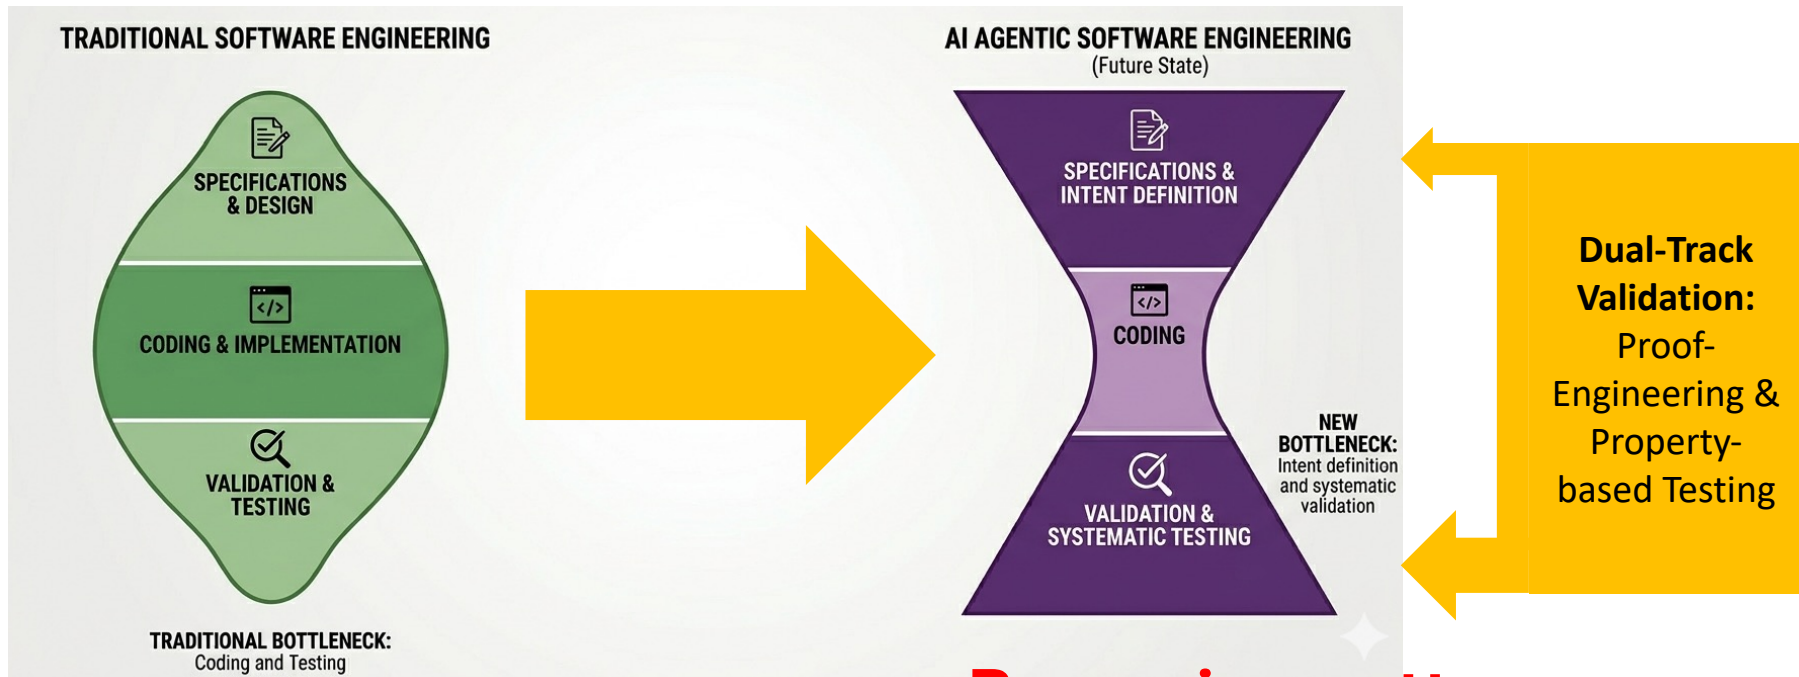 TRADITIONAL SOFTWARE ENGINEERING
SPECIFICATIONS
& DESIGN
</>
CODING & IMPLEMENTATION
VALIDATION &
TESTING
TRADITIONAL BOTTLENECK:
Coding and Testing
AI AGENTIC SOFTWARE ENGINEERING
(Future State)
SPECIFICATIONS &
INTENT DEFINITION
</>
CODING
VALIDATION &
SYSTEMATIC TESTING
NEW
BOTTLENECK:
Intent definition
and systematic
validation
Dual-Track
Validation:
Proof-
Engineering &
Property-
based Testing